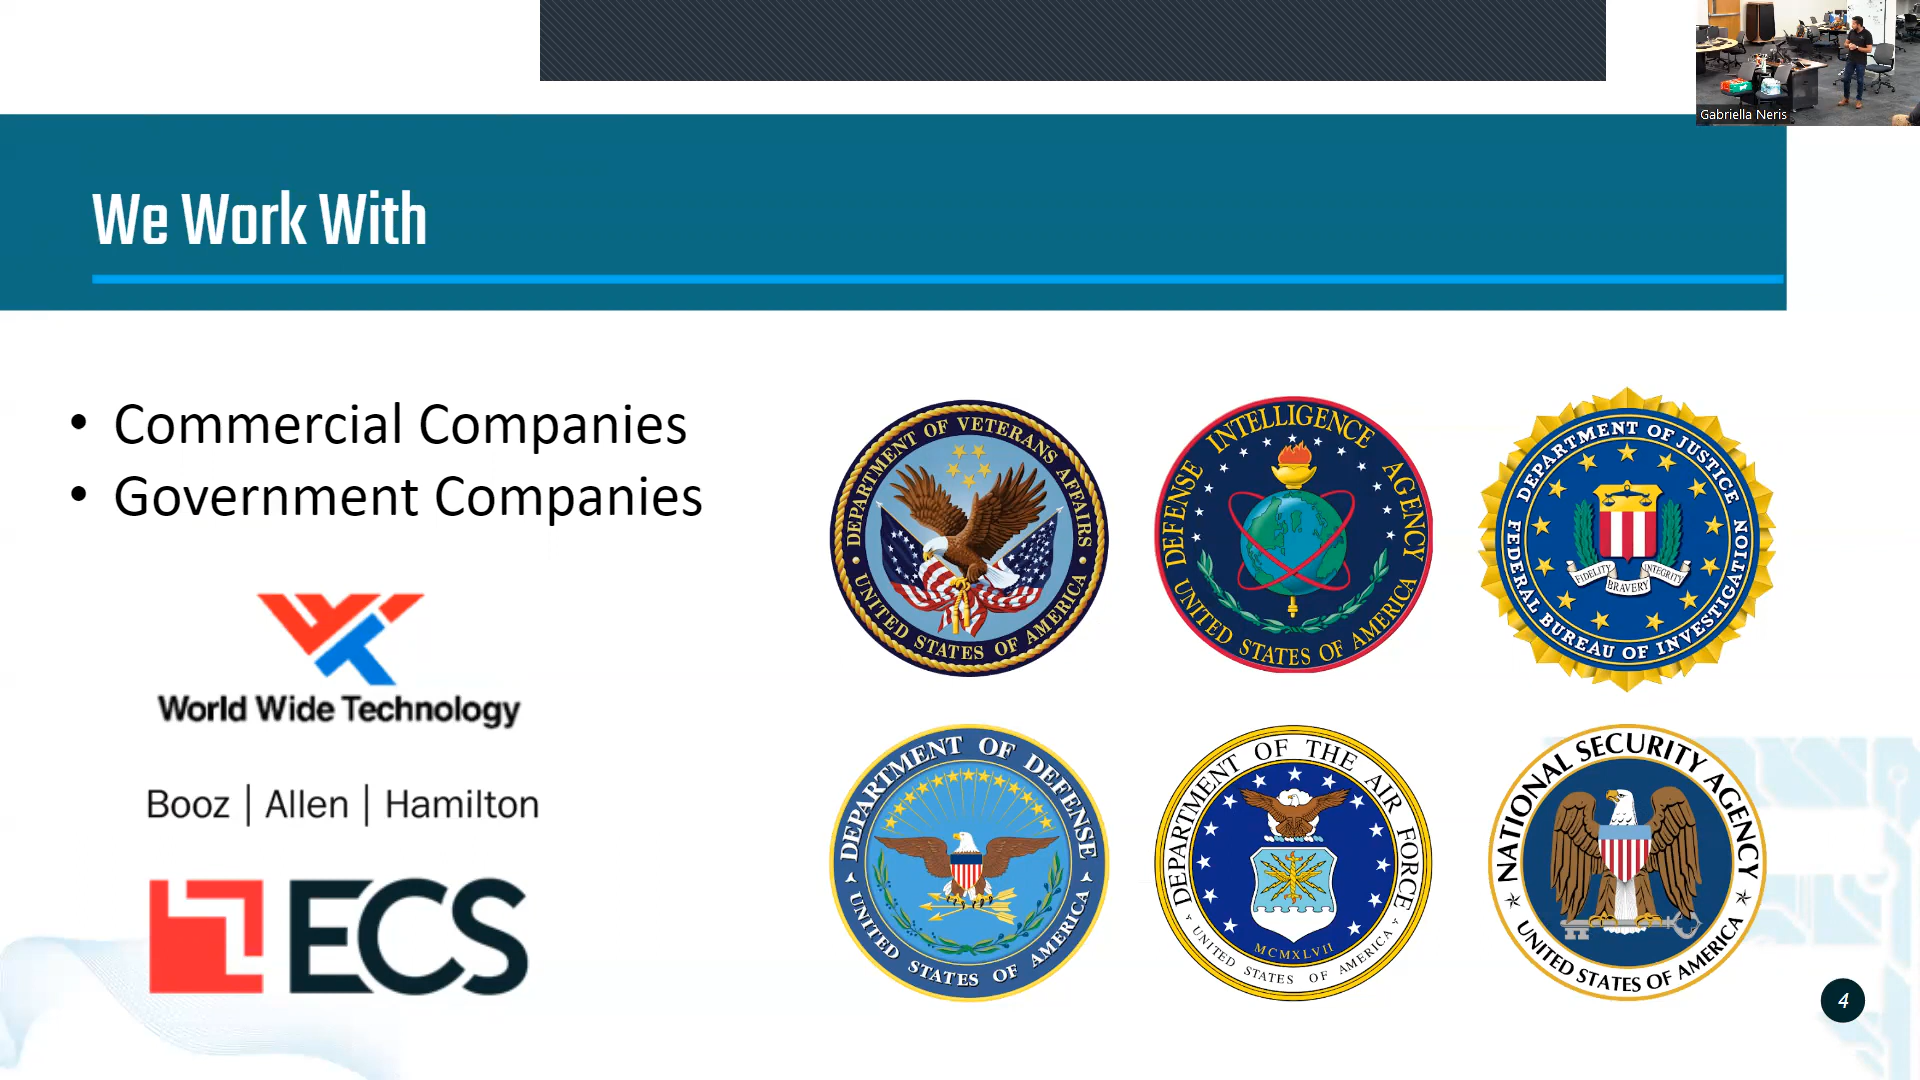 Gabriella Neris
We Work With
• Commercial Companies
• Government Companies
World Wide Technology
Booz | Allen | Hamilton
ECS
DEPARTMENT OF VETERANS AFFAIRS
UNITED STATES OF AMERICA
DEFENSE INTELLIGENCE AGENCY
UNITED STATES OF AMERICA
DEPARTMENT OF JUSTICE
FIDELITY
BRAVERY
INTEGRITY
FEDERAL BUREAU OF INVESTIGATION
DEPARTMENT OF DEFENSE
UNITED STATES OF AMERICA
DEPARTMENT OF THE AIR FORCE
MCMXLVII
UNITED STATES OF AMERICA
NATIONAL SECURITY AGENCY
UNITED STATES OF AMERICA
4